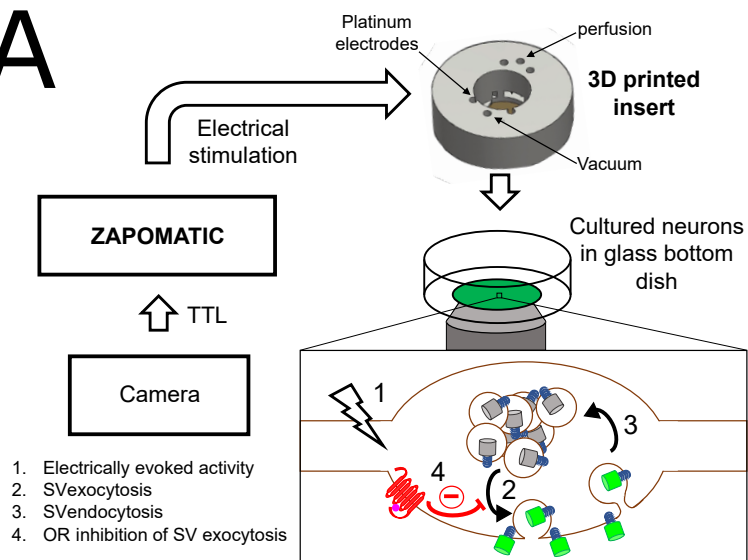 A
Platinum
electrodes
perfusion
3D printed
insert
Vacuum
Electrical
stimulation
ZAPOMATIC
TTL
Camera
Cultured neurons
in glass bottom
dish
1
2
3
4
1. Electrically evoked activity
2. SVexocytosis
3. SVendocytosis
4. OR inhibition of SV exocytosis